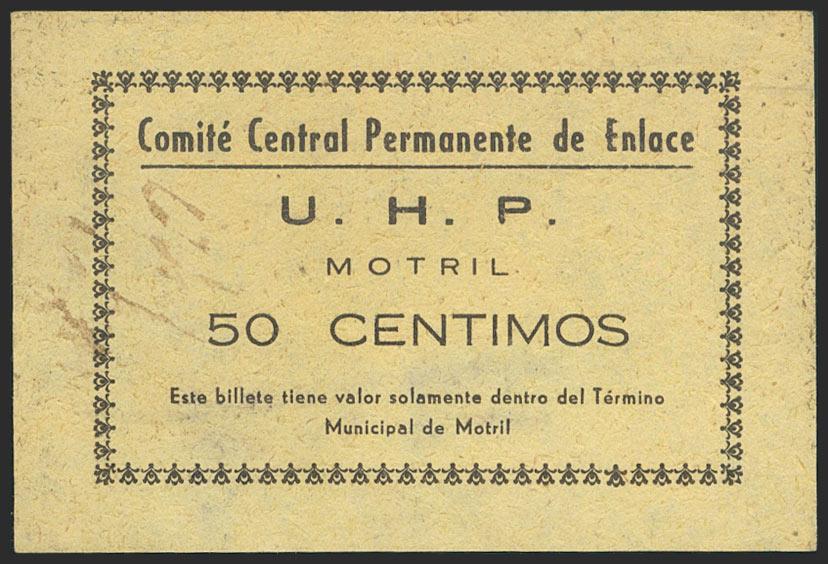 Comité Central Permanente de Enlace
U. H. P.
MOTRIL
50 CENTIMOS
Este billete tiene valor solamente dentro del Término
Municipal de Motril